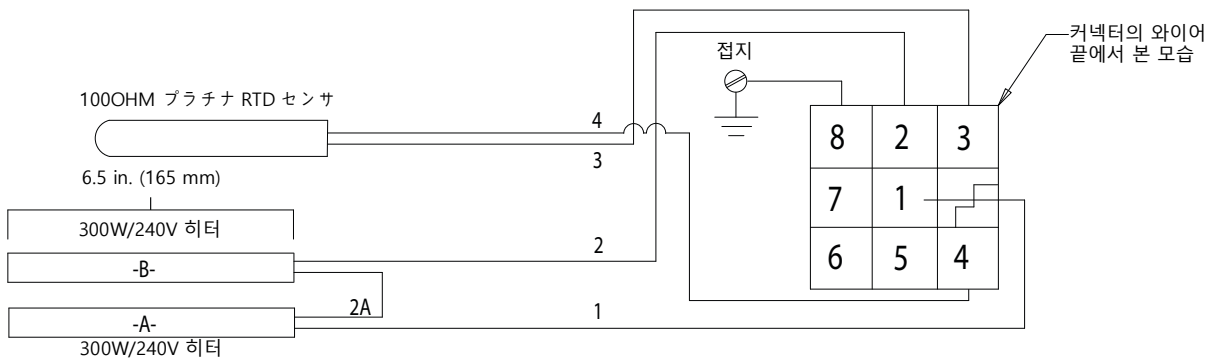 커넥터의 와이어
끝에서 본 모습
접지
100OHM プラチナ RTD センサ
4
3
8 2 3
6.5 in. (165 mm)
7 1
300W/240V 히터
2
-B-
6 5 4
2A
1
-A-
300W/240V 히터